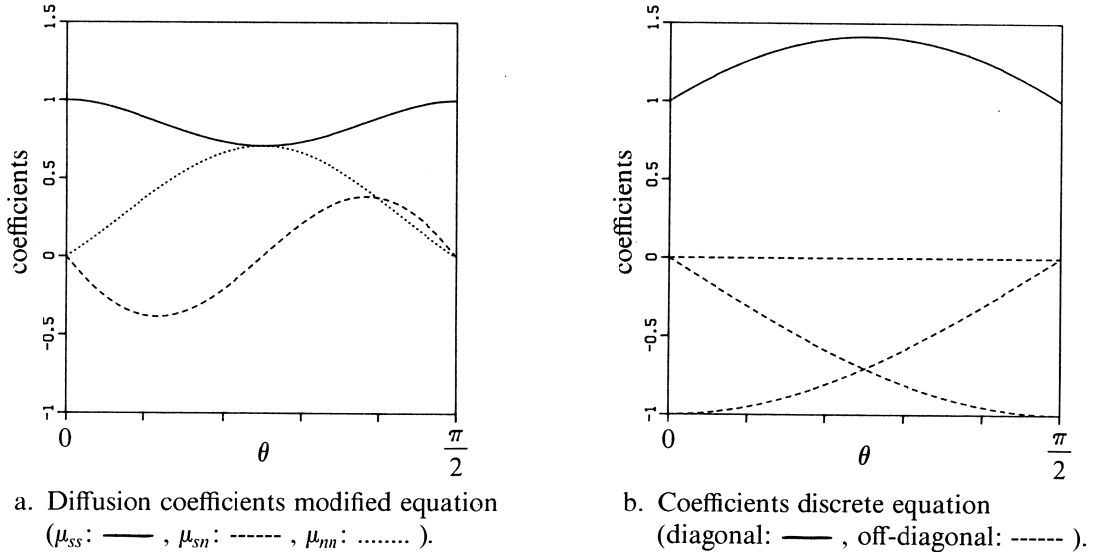 1.5
1
0.5
0
-0.5
-1
coefficients
0
θ
π
2
a. Diffusion coefficients modified equation
(μss: —— , μsn: ------ , μnn: ........ ).
1.5
1
0.5
0
-0.5
-1
coefficients
0
θ
π
2
b. Coefficients discrete equation
(diagonal: —— , off-diagonal: ------ ).